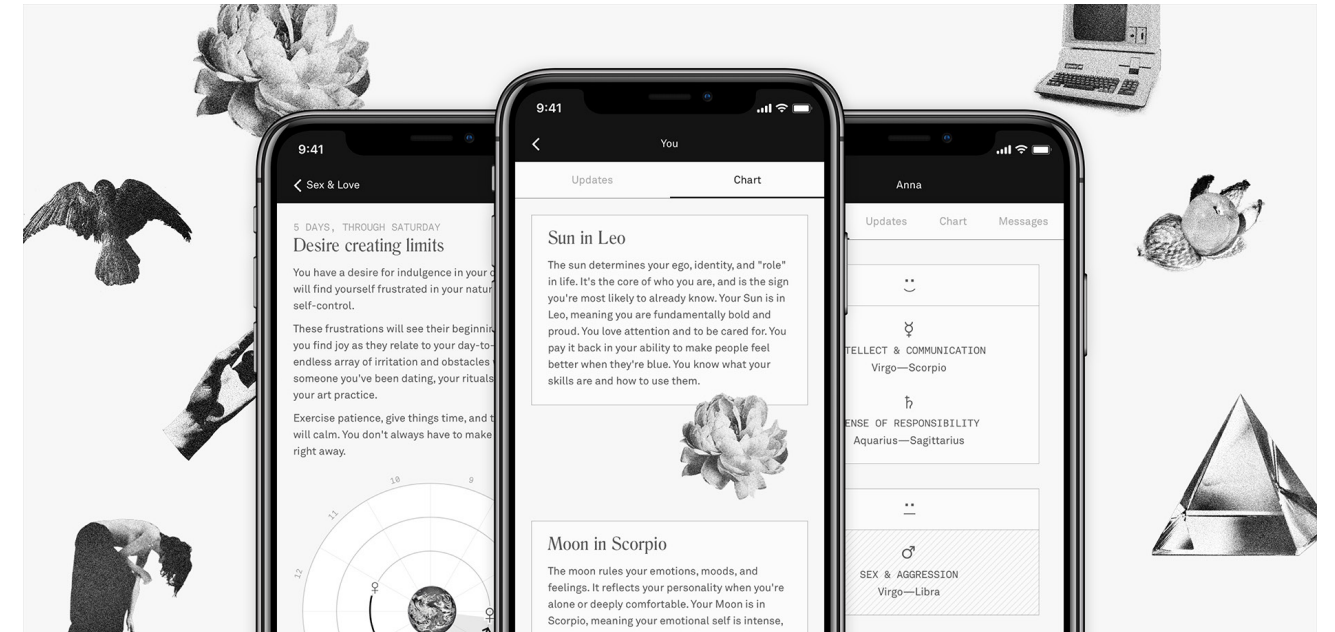 9:41
Sex & Love
5 DAYS, THROUGH SATURDAY
Desire creating limits
You have a desire for indulgence in your
will find yourself frustrated in your
self-control.
These frustrations will see their
you find joy as they relate to your day-to-
endless array of irritation and obstacles
someone you've been dating, your rituals
your art practice.
Exercise patience, give things time, and
will calm. You don't always have to make
right away.
10
9
11
12
9:41
You
Updates
Chart
Sun in Leo
The sun determines your ego, identity, and "role"
in life. It's the core of who you are, and is the sign
you're most likely to already know. Your Sun is in
Leo, meaning you are fundamentally bold and
proud. You love attention and to be cared for. You
pay it back in your ability to make people feel
better when they're blue. You know what your
skills are and how to use them.
Moon in Scorpio
The moon rules your emotions, moods, and
feelings. It reflects your personality when you're
alone or deeply comfortable. Your Moon is in
Scorpio, meaning your emotional self is intense,
Anna
Updates
Chart
Messages
☿
TELLECT & COMMUNICATION
Virgo—Scorpio
♄
ENSE OF RESPONSIBILITY
Aquarius—Sagittarius
♂
SEX & AGGRESSION
Virgo—Libra